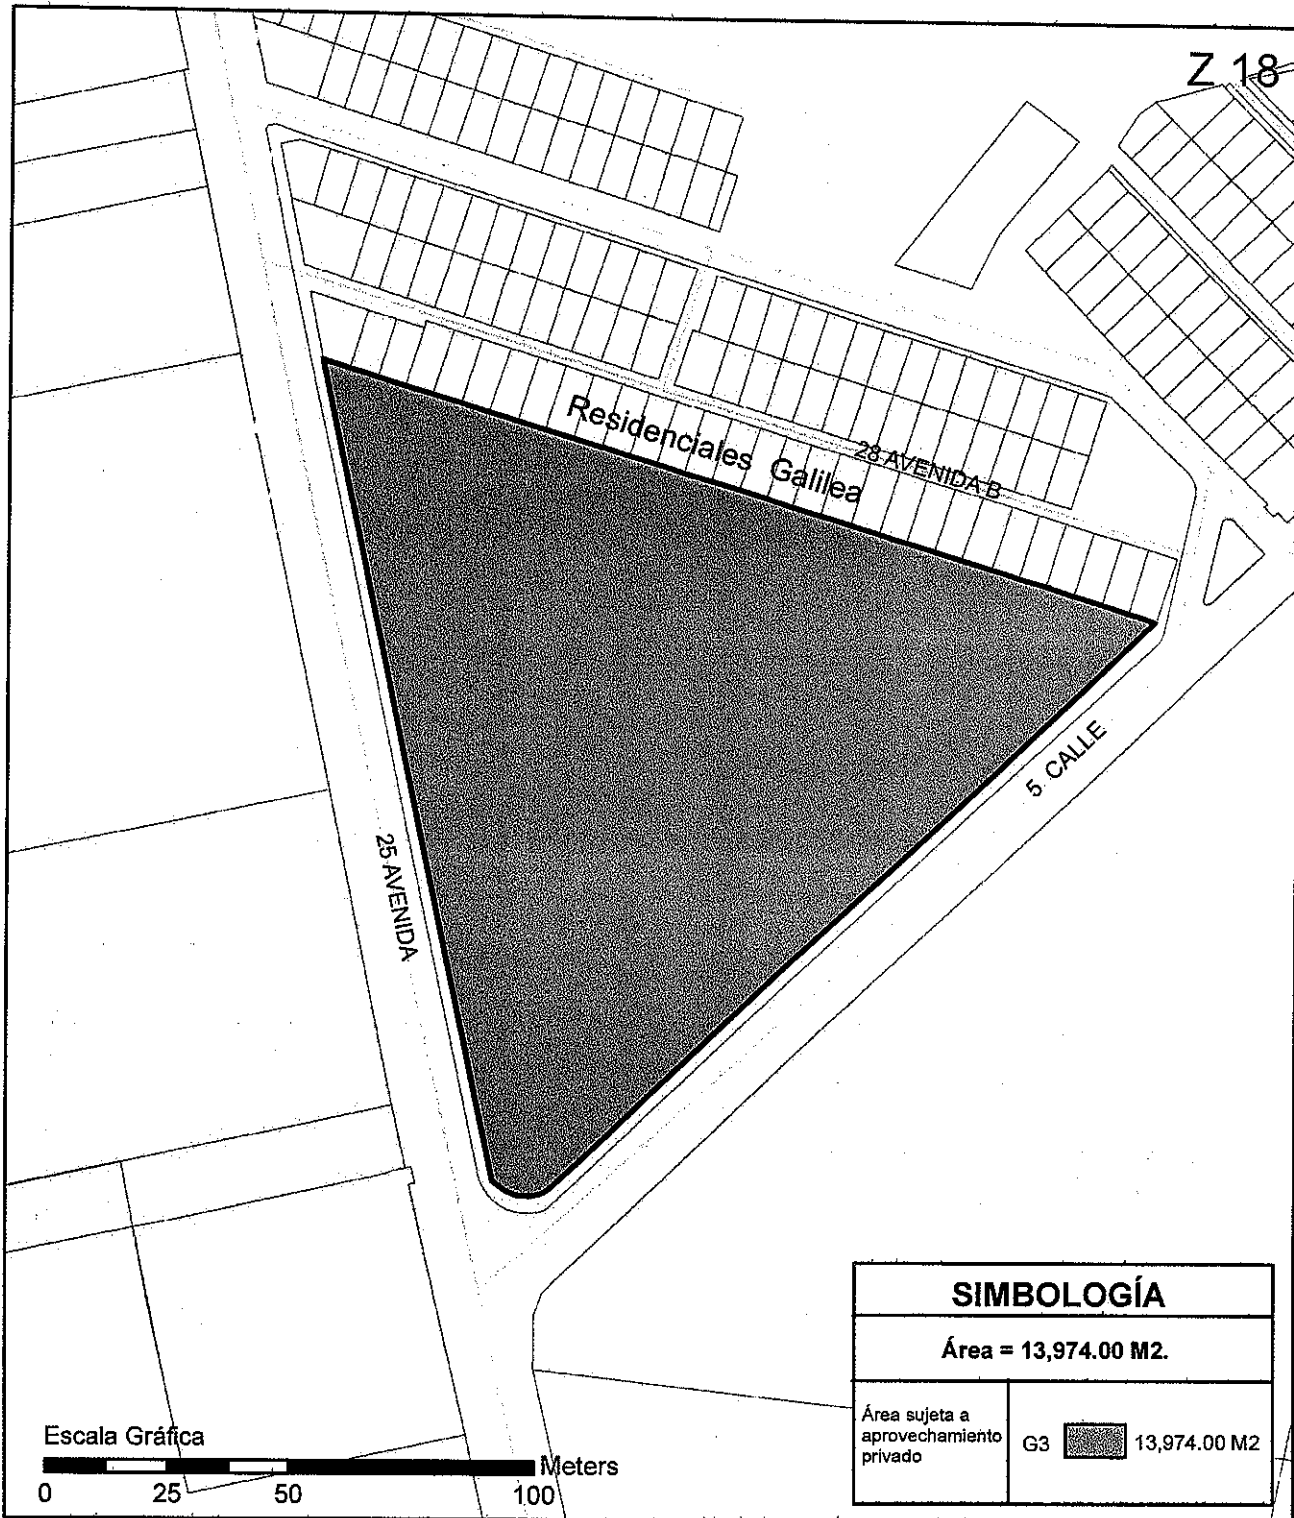 Z 18
Residenciales Galilea
28 AVENIDA B
5 CALLE
25 AVENIDA
SIMBOLOGÍA
Área = 13,974.00 M2.
Área sujeta a
aprovechamiento
privado
G3
13,974.00 M2
Escala Gráfica
Meters
0 25 50 100